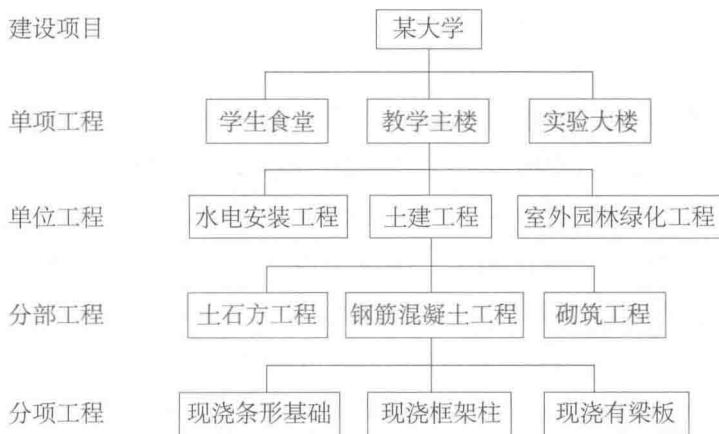 建设项目 某大学
单项工程 学生食堂 教学主楼 实验大楼
单位工程 水电安装工程 土建工程 室外园林绿化工程
分部工程 土石方工程 钢筋混凝土工程 砌筑工程
分项工程 现浇条形基础 现浇框架柱 现浇有梁板